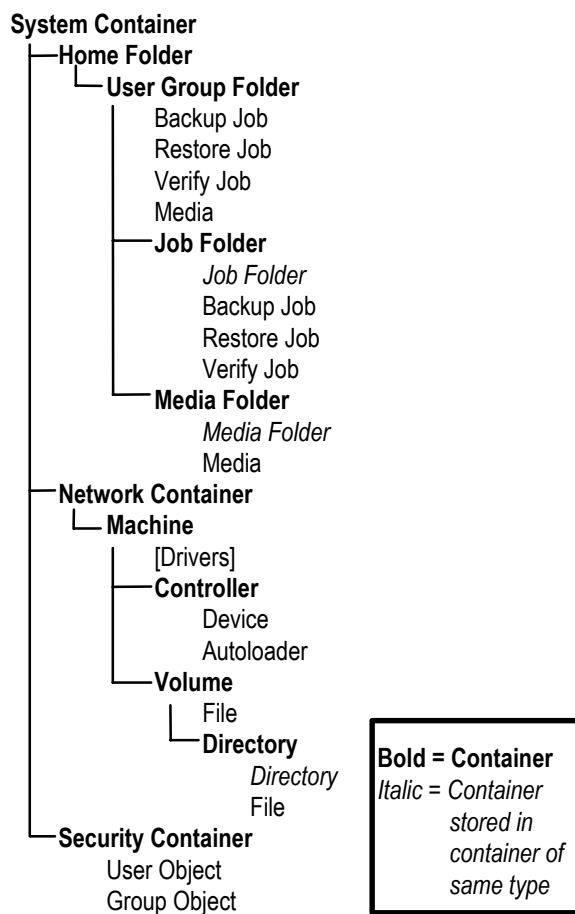 System Container
Home Folder
User Group Folder
Backup Job
Restore Job
Verify Job
Media
Job Folder
Job Folder
Backup Job
Restore Job
Verify Job
Media Folder
Media Folder
Media
Network Container
Machine
[Drivers]
Controller
Device
Autoloader
Volume
File
Directory
Directory
File
Security Container
User Object
Group Object
Bold = Container
Italic = Container
stored in
container of
same type